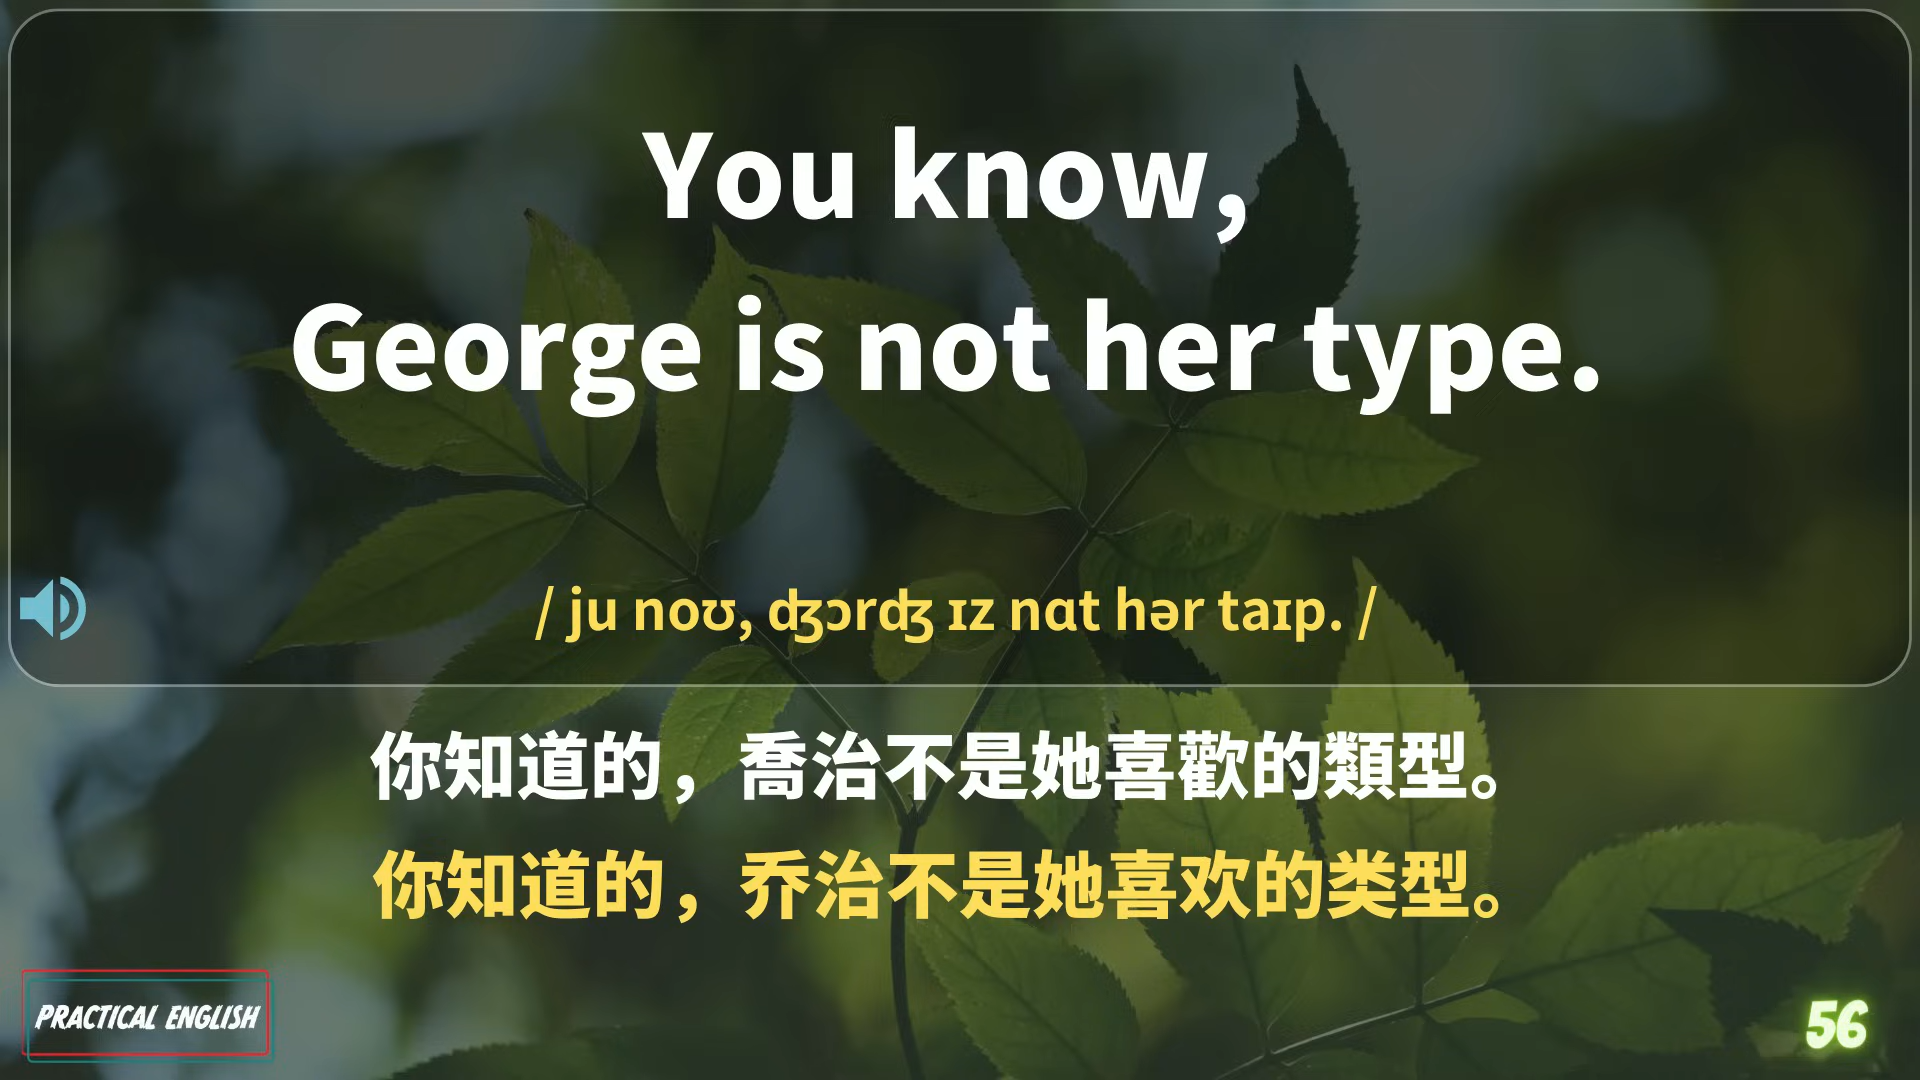 You know,
George is not her type.
/ ju noʊ, ʤɔrʤ ɪz nɑt hər taɪp. /
你知道的，喬治不是她喜歡的類型。
你知道的，乔治不是她喜欢的类型。
PRACTICAL ENGLISH
56